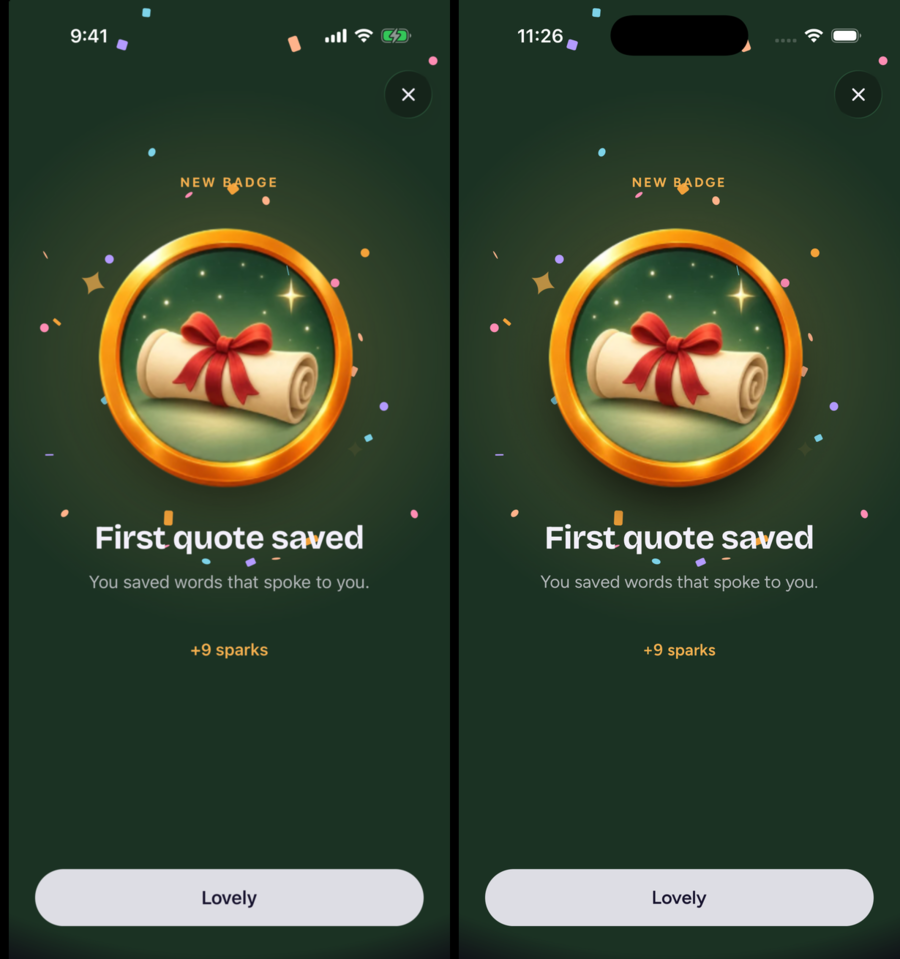 9:41
NEW BADGE
First quote saved
You saved words that spoke to you.
+9 sparks
Lovely
11:26
NEW BADGE
First quote saved
You saved words that spoke to you.
+9 sparks
Lovely